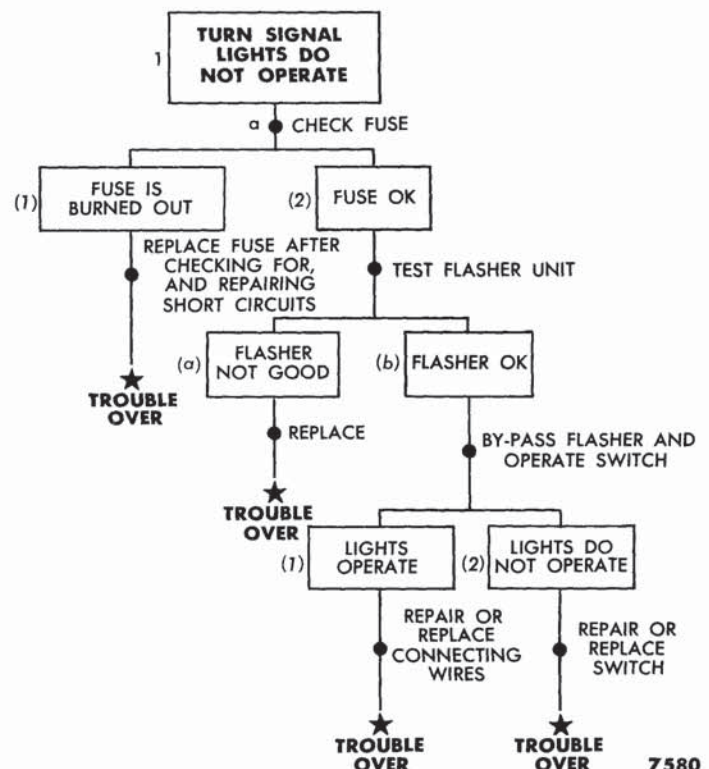 TURN SIGNAL
LIGHTS DO
NOT OPERATE
1
a
CHECK FUSE
(1)
FUSE IS
BURNED OUT
(2)
FUSE OK
REPLACE FUSE AFTER
CHECKING FOR,
AND REPAIRING
SHORT CIRCUITS
TEST FLASHER UNIT
TROUBLE
OVER
(a)
FLASHER
NOT GOOD
(b)
FLASHER OK
REPLACE
BY-PASS FLASHER AND
OPERATE SWITCH
TROUBLE
OVER
(1)
LIGHTS
OPERATE
(2)
LIGHTS DO
NOT OPERATE
REPAIR OR
REPLACE
CONNECTING
WIRES
REPAIR OR
REPLACE
SWITCH
TROUBLE
OVER
TROUBLE
OVER
7580